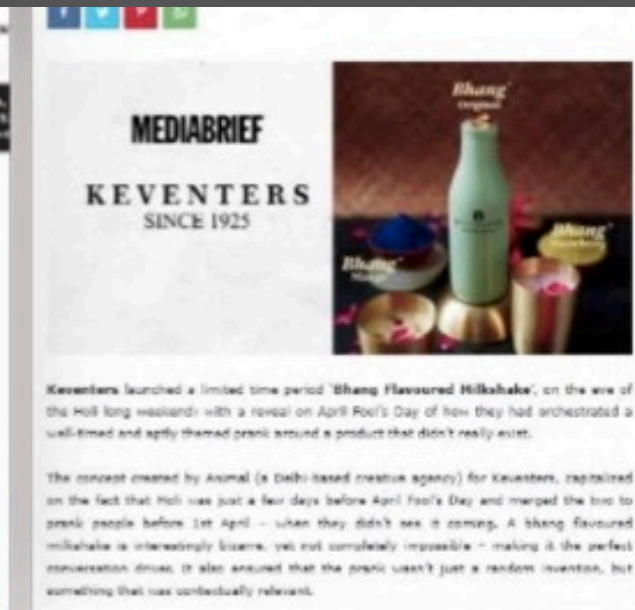 MEDIABRIEF
KEVENTERS
SINCE 1925
Bhang
Original
Bhang
Bhang
Keventers launched a limited time period 'Bhang Flavoured Milkshake', on the eve of
the Holi long weekend with a reveal on April Fool's Day of how they had orchestrated a
well-timed and aptly themed prank around a product that didn't really exist.
The concept created by Animal (a Delhi-based creative agency) for Keventers, capitalized
on the fact that Holi was just a few days before April Fool's Day and merged the two to
prank people before 1st April – when they didn't see it coming. A bhang flavoured
milkshake is interestingly bizarre, yet not completely impossible – making it the perfect
conversation driver. It also ensured that the prank wasn't just a random invention, but
something that was contextually relevant.